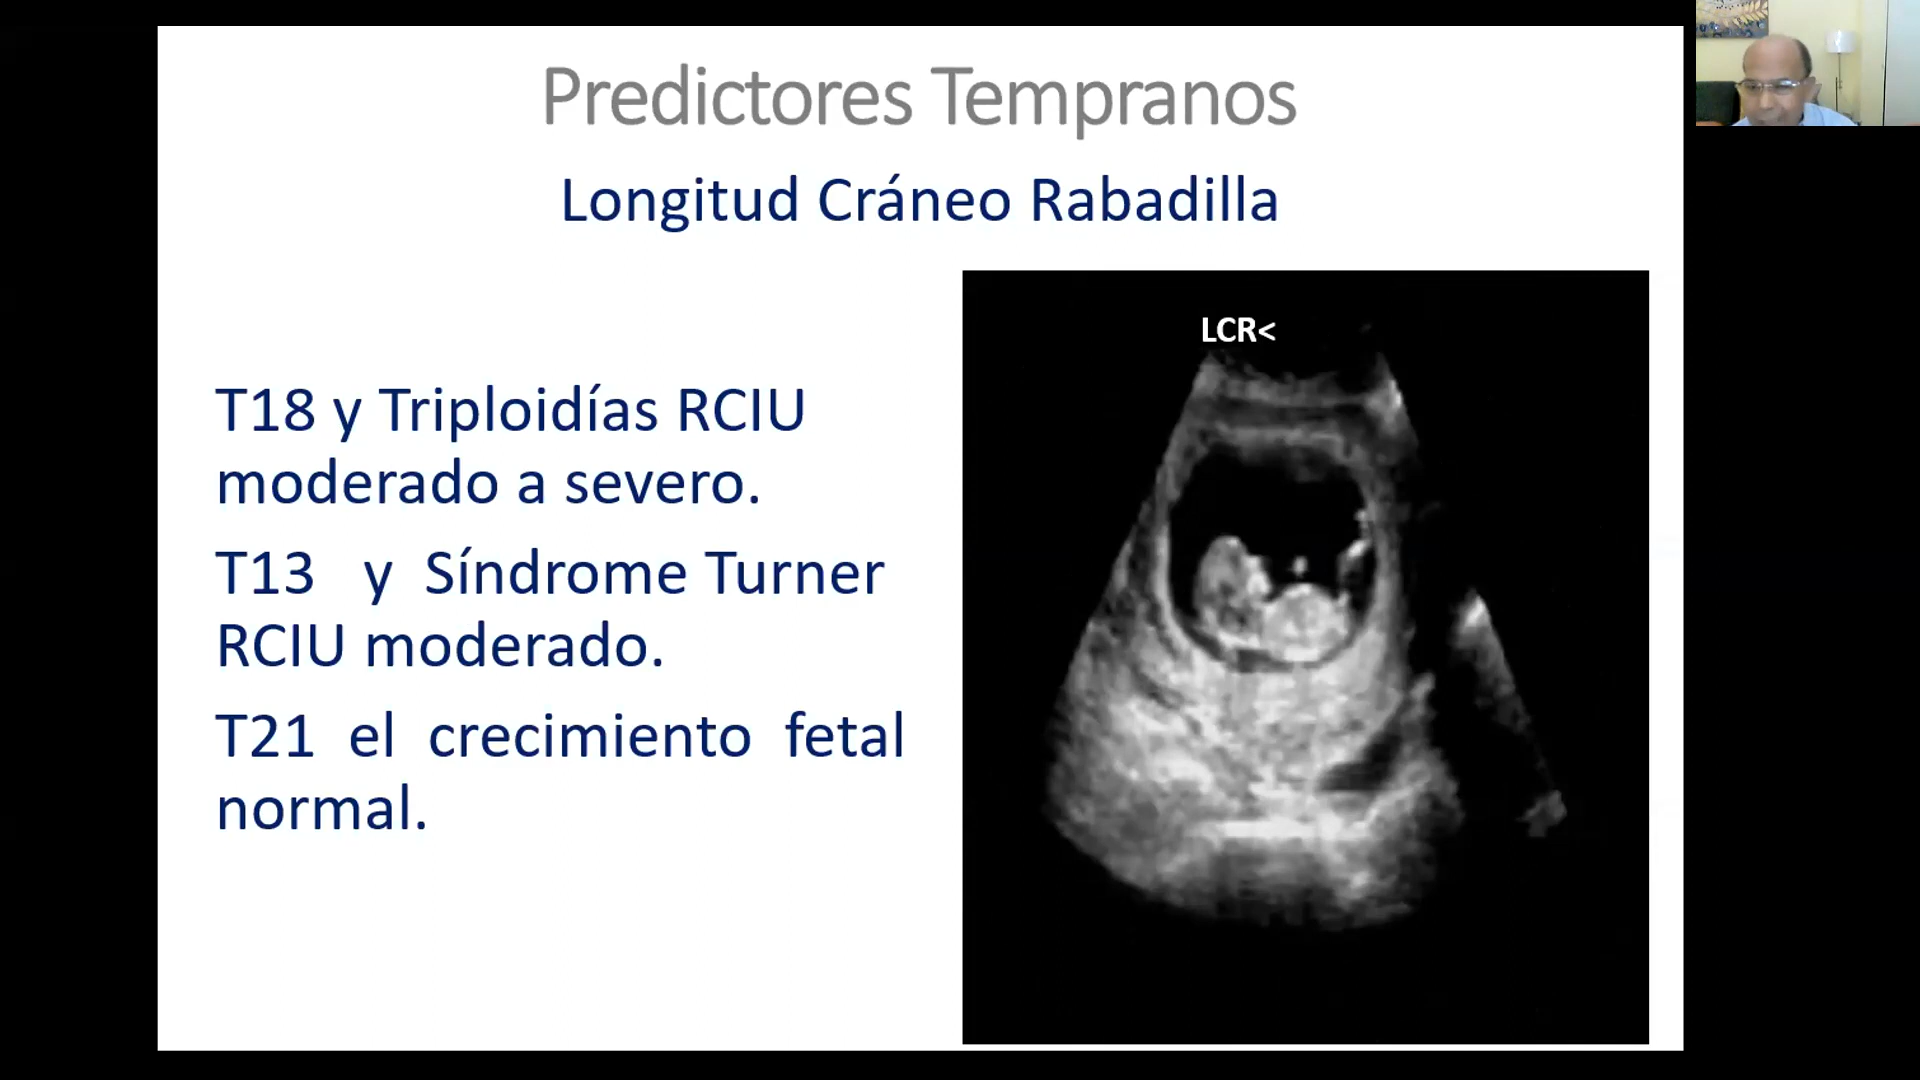 Predictores Tempranos
Longitud Cráneo Rabadilla
LCR<
T18 y Triploidías RCIU
moderado a severo.
T13 y Síndrome Turner
RCIU moderado.
T21 el crecimiento fetal
normal.